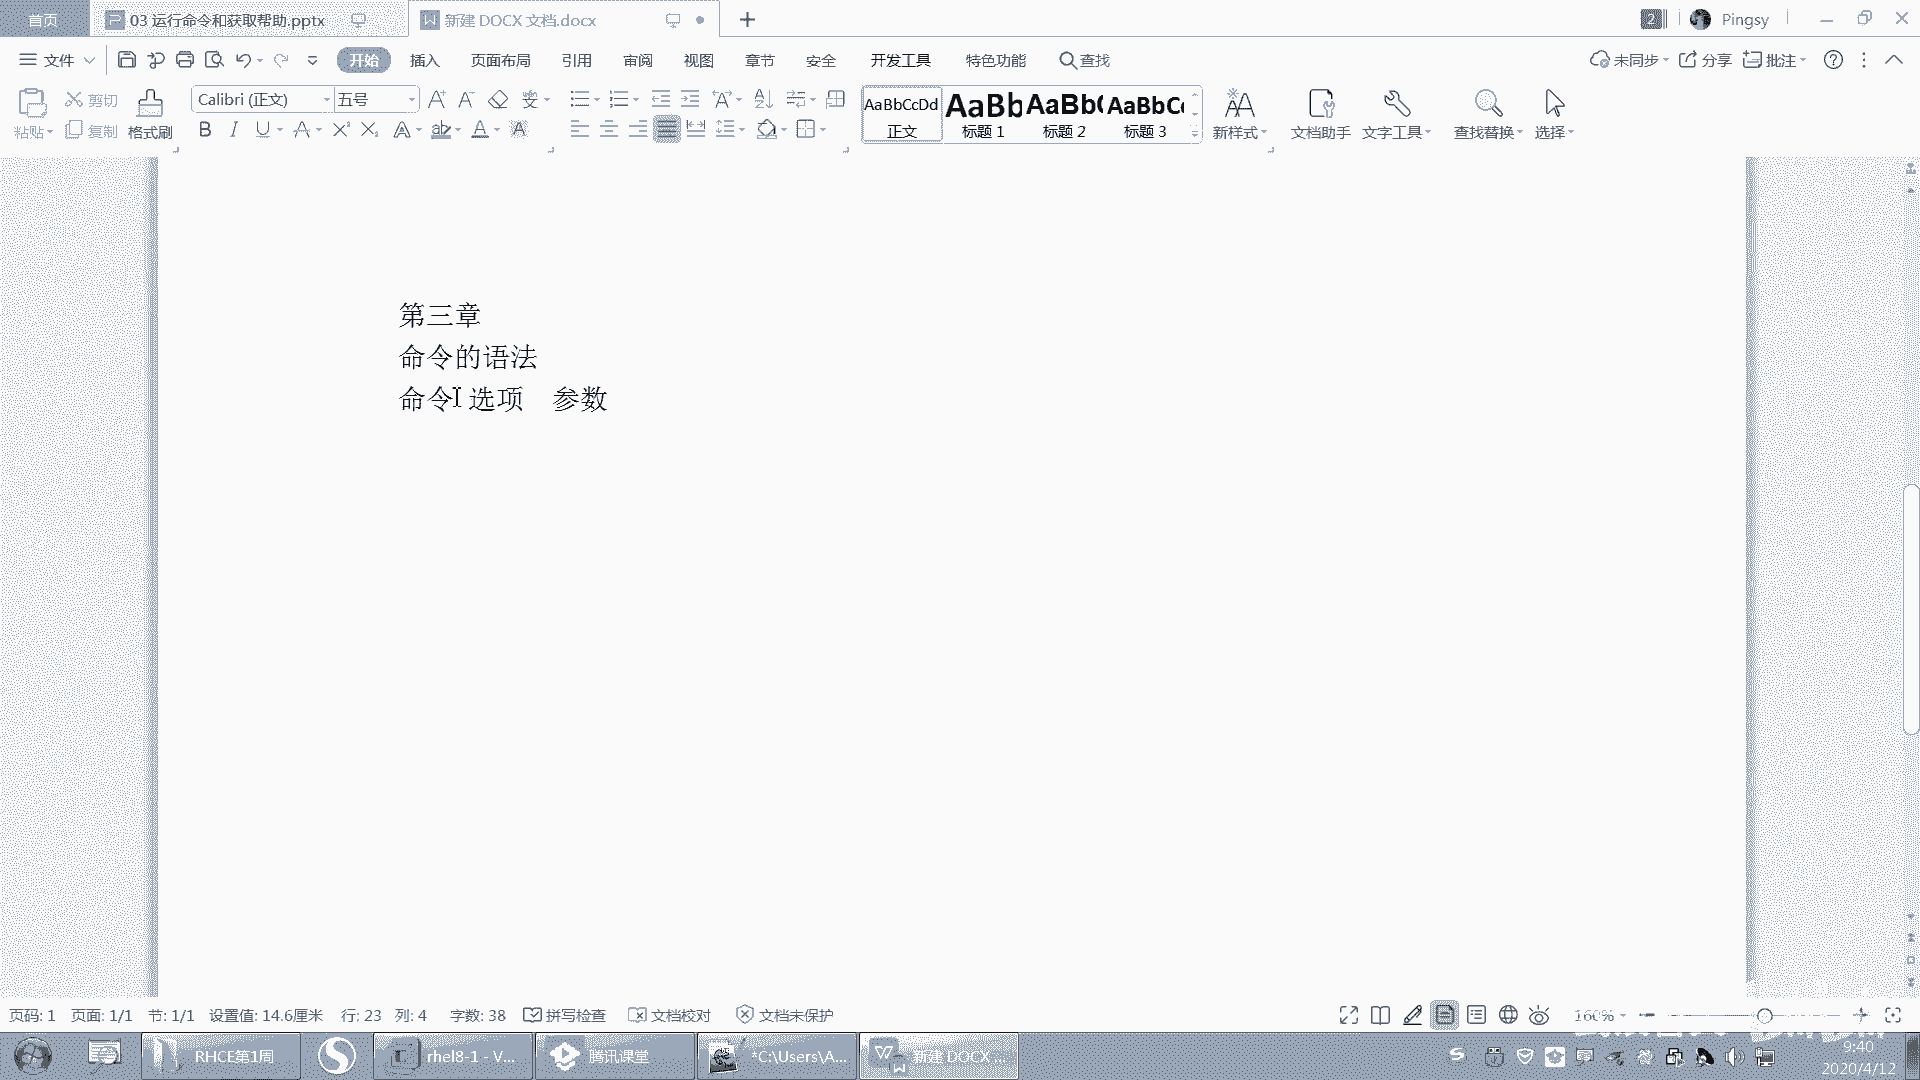 首页
03 运行命令和获取帮助.pptx
新建 DOCX 文档.docx
2
Pingsy
文件
开始
插入
页面布局
引用
审阅
视图
章节
安全
开发工具
特色功能
查找
未同步
分享
批注
粘贴
剪切
复制
格式刷
Calibri (正文)
五号
AaBbCcDd
正文
标题 1
标题 2
标题 3
新样式
文档助手
文字工具
查找替换
选择
第三章
命令的语法
命令 选项 参数
页码: 1 页面: 1/1 节: 1/1 设置值: 14.6厘米 行: 23 列: 4 字数: 38 拼写检查 文档校对 文档未保护
160%
RHCE第1周
rhel8-1 - V...
腾讯课堂
*C:\Users\A...
新建 DOCX ...
9:40
2020/4/12